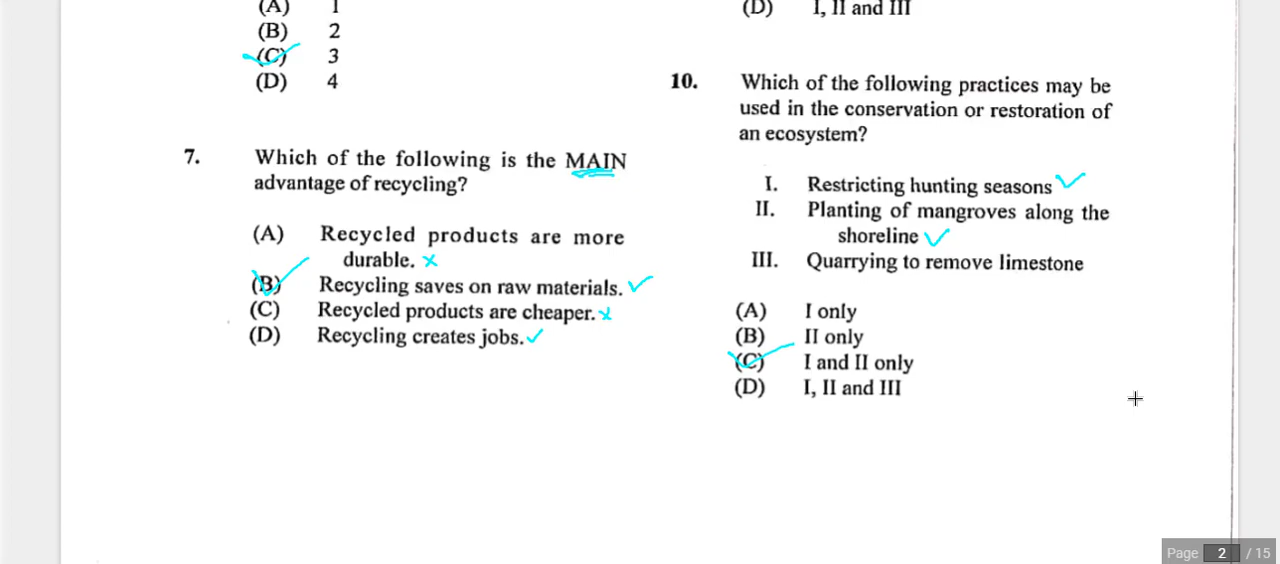 (A) 1
(B) 2
(C) 3
(D) 4
7. Which of the following is the MAIN
advantage of recycling?
(A) Recycled products are more
durable.
(B) Recycling saves on raw materials.
(C) Recycled products are cheaper.
(D) Recycling creates jobs.
(D) I, II and III
10. Which of the following practices may be
used in the conservation or restoration of
an ecosystem?
I. Restricting hunting seasons
II. Planting of mangroves along the
shoreline
III. Quarrying to remove limestone
(A) I only
(B) II only
(C) I and II only
(D) I, II and III
Page 2 / 15